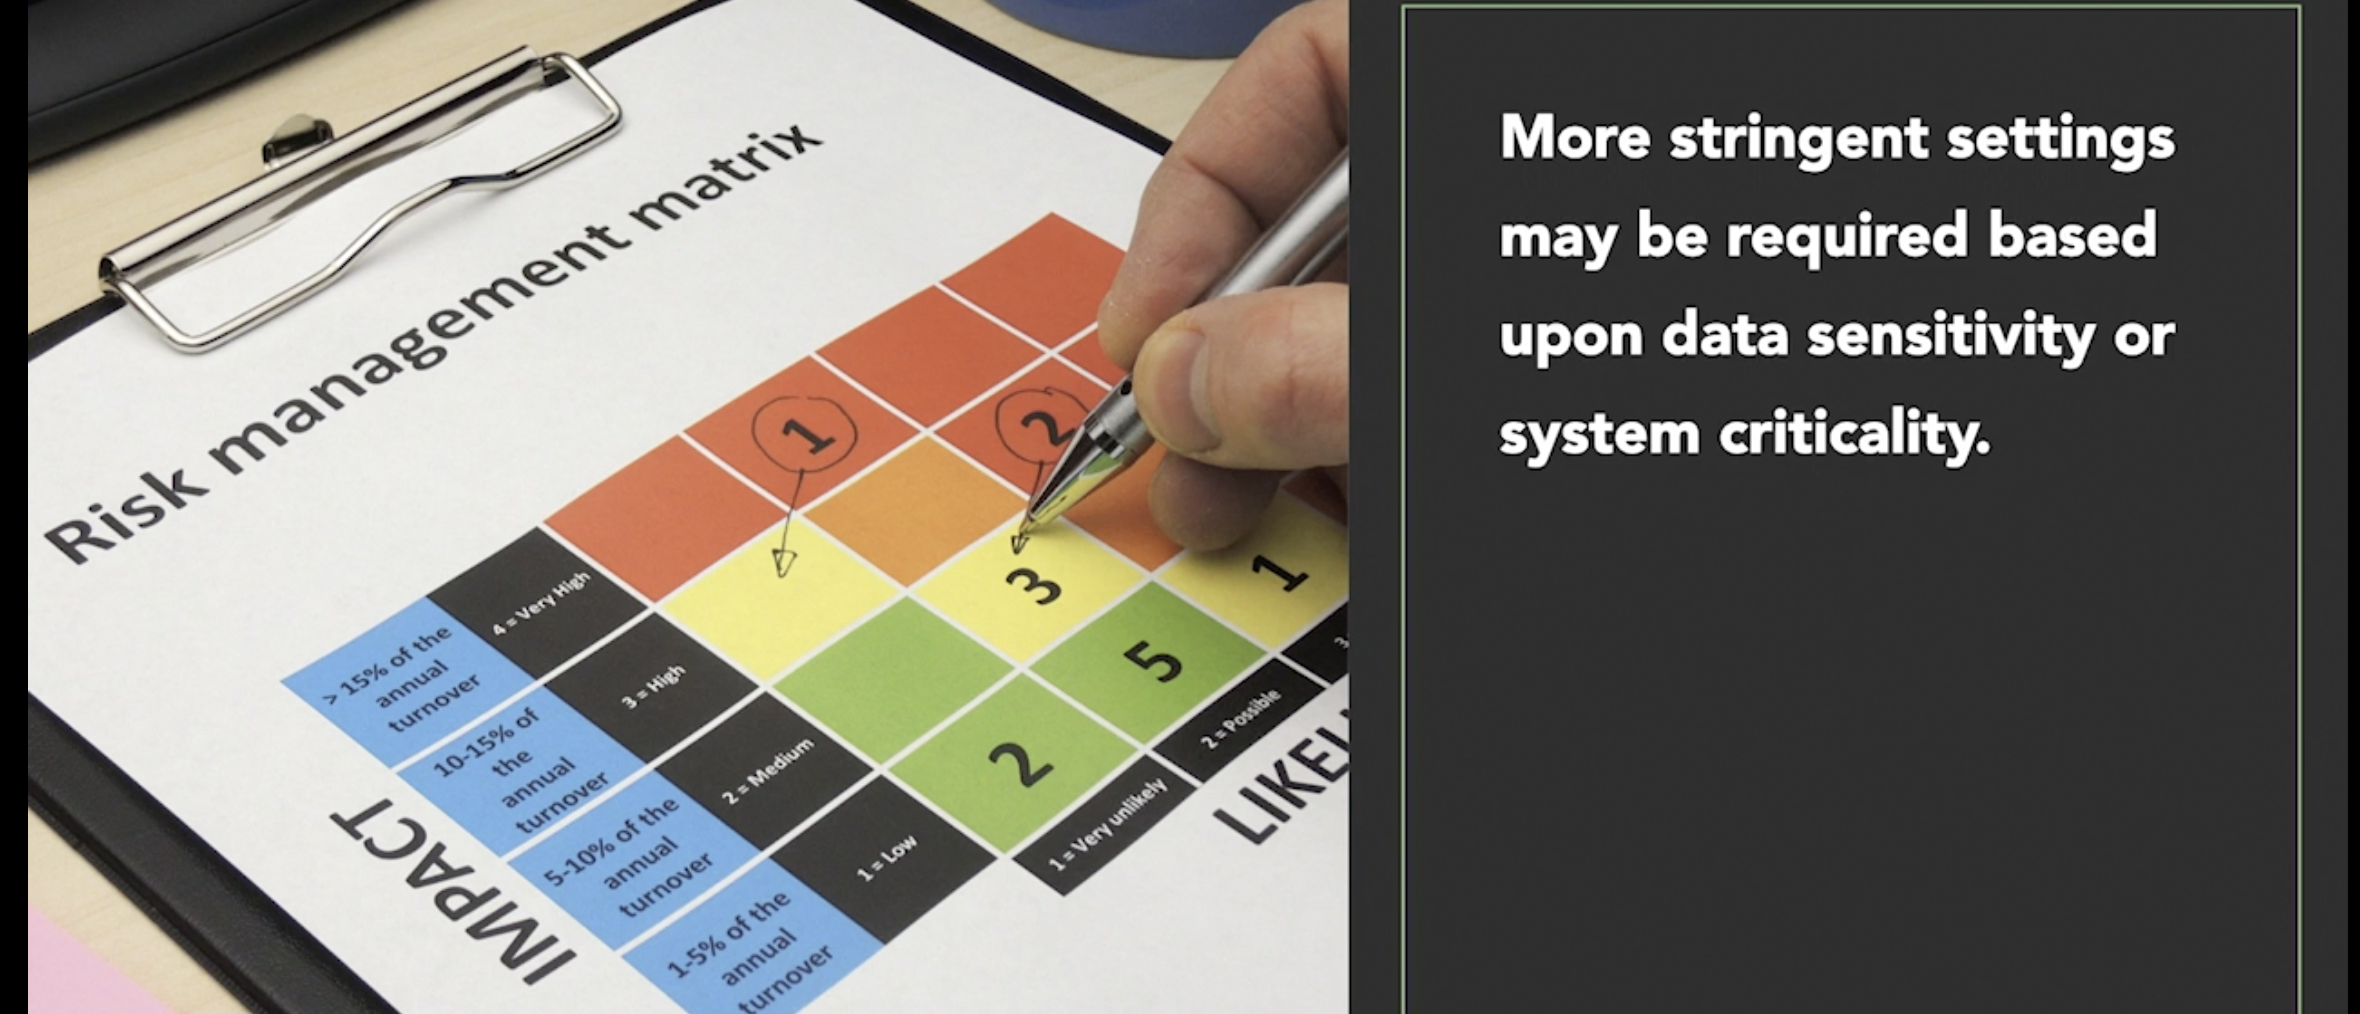 Risk management matrix
1
2
3
1
5
2
4 = Very High
3 = High
2 = Medium
1 = Low
> 15% of the
annual
turnover
10-15% of
the
annual
turnover
5-10% of the
annual
turnover
1-5% of the
annual
turnover
IMPACT
1 = Very unlikely
2 = Possible
More stringent settings
may be required based
upon data sensitivity or
system criticality.